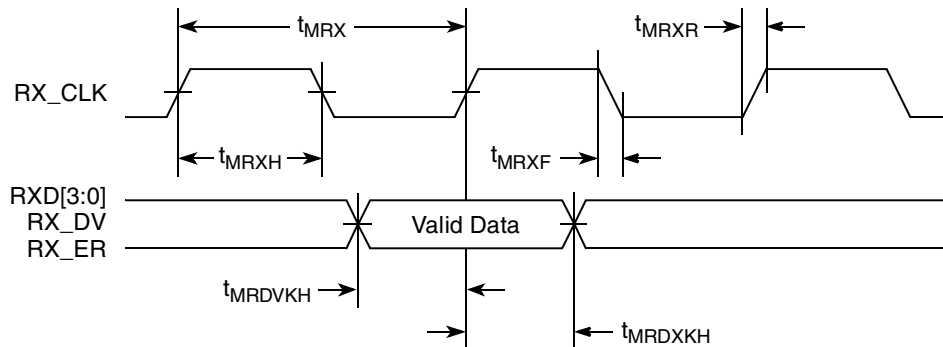 tMRX
tMRXR
RX_CLK
tMRXH
tMRXF
RXD[3:0]
RX_DV
Valid Data
RX_ER
tMRDVKH
tMRDXKH